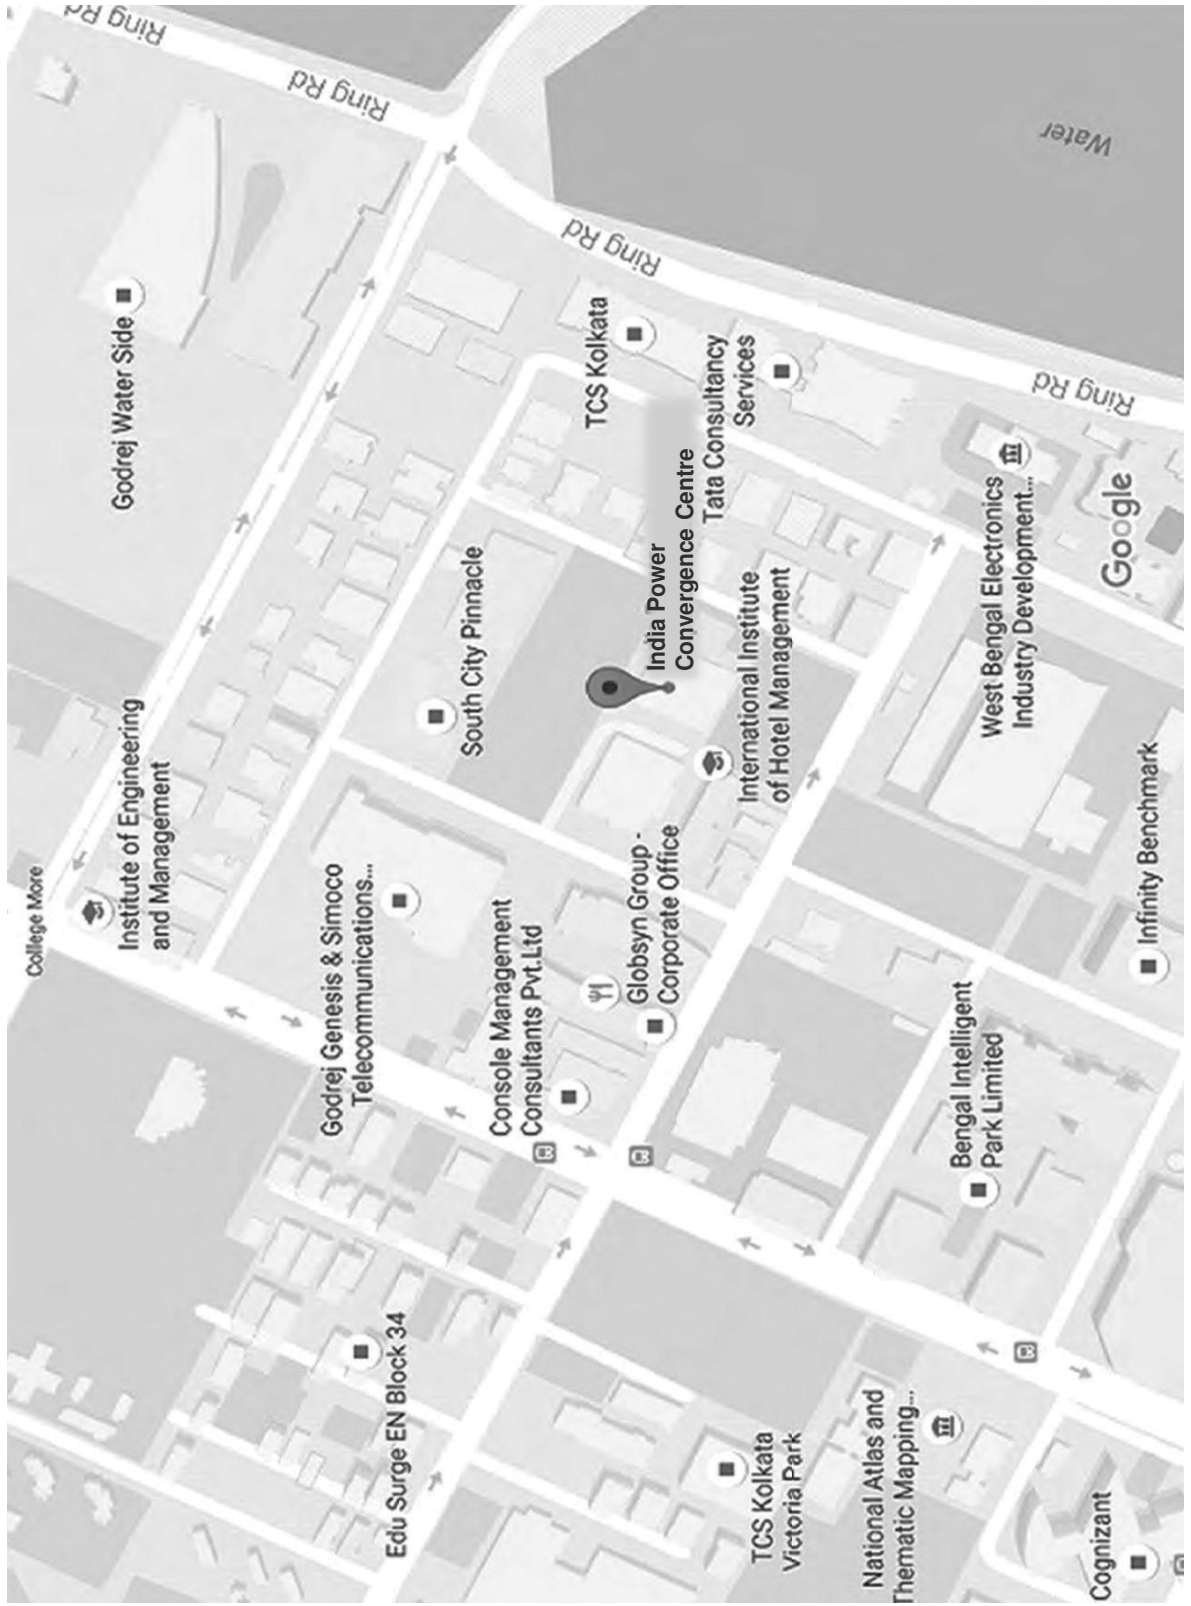 College More
Ring Rd
Godrej Water Side
Institute of Engineering
and Management
Ring Rd
Godrej Genesis & Simoco
Telecommunications...
Edu Surge EN Block 34
South City Pinnacle
Console Management
Consultants Pvt.Ltd
TCS Kolkata
Ring Rd
Globsyn Group -
Corporate Office
India Power
Convergence Centre
Tata Consultancy
Services
International Institute
of Hotel Management
TCS Kolkata
Victoria Park
National Atlas and
Thematic Mapping...
Bengal Intelligent
Park Limited
West Bengal Electronics
Industry Development...
Water
Ring Rd
Cognizant
Google
Infinity Benchmark